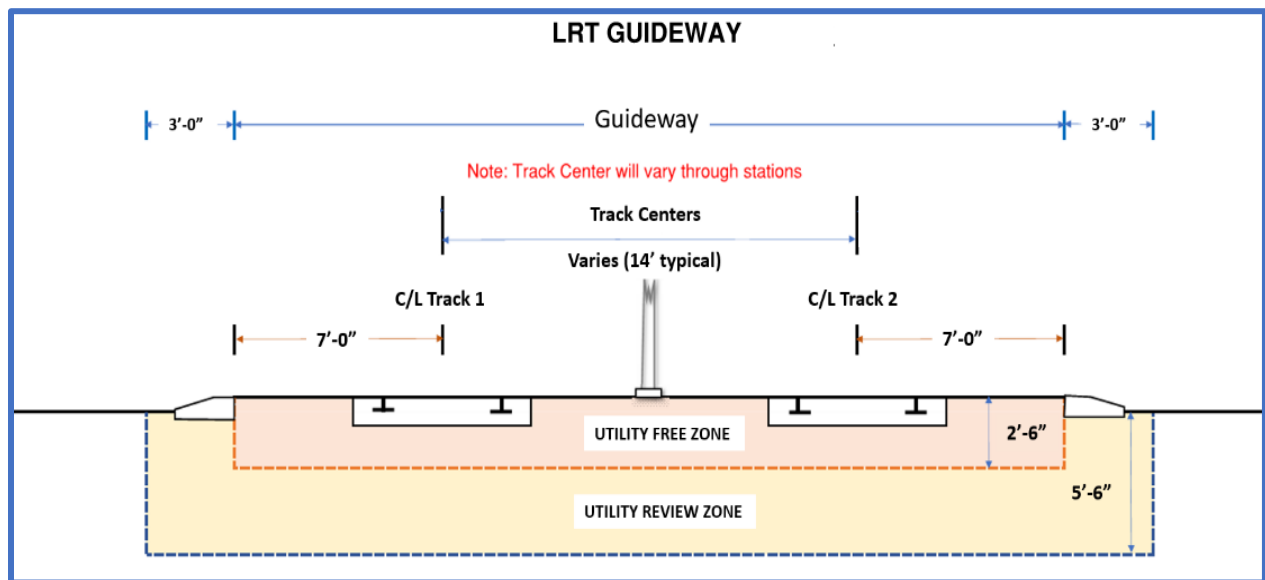 LRT GUIDEWAY
3’-0”
Guideway
3’-0”
Note: Track Center will vary through stations
Track Centers
Varies (14’ typical)
C/L Track 1
C/L Track 2
7’-0”
7’-0”
UTILITY FREE ZONE
2’-6”
5’-6”
UTILITY REVIEW ZONE